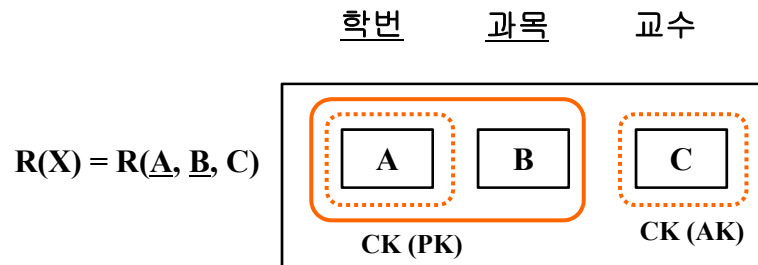 학번 과목 교수
R(X) = R(A, B, C)
A B C
CK (PK) CK (AK)